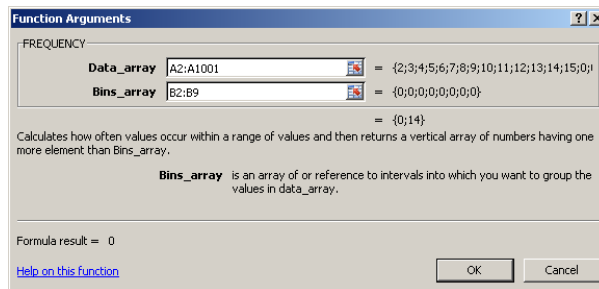 Function Arguments
FREQUENCY
Data_array A2:A1001 = {2;3;4;5;6;7;8;9;10;11;12;13;14;15;0;
Bins_array B2:B9 = {0;0;0;0;0;0;0;0}
= {0;14}
Calculates how often values occur within a range of values and then returns a vertical array of numbers having one
more element than Bins_array.
Bins_array is an array of or reference to intervals into which you want to group the
values in data_array.
Formula result = 0
Help on this function OK Cancel